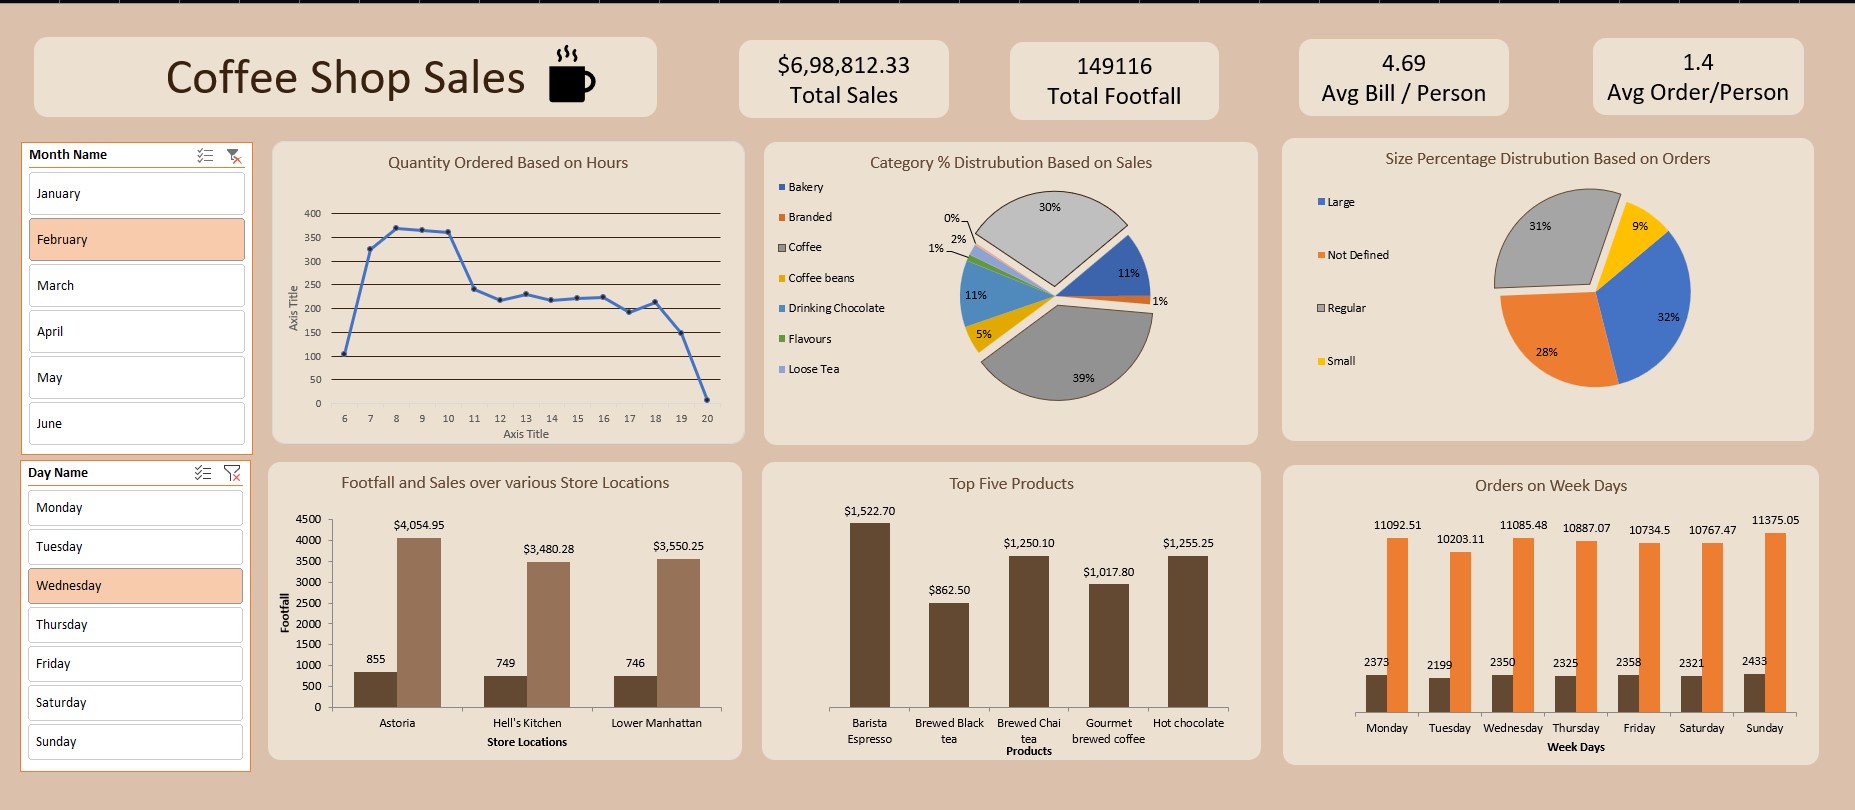 Coffee Shop Sales
$6,98,812.33
Total Sales
149116
Total Footfall
4.69
Avg Bill / Person
1.4
Avg Order/Person
Month Name
January
February
March
April
May
June
Day Name
Monday
Tuesday
Wednesday
Thursday
Friday
Saturday
Sunday
Quantity Ordered Based on Hours
400
350
300
250
200
150
100
50
0
Axis Title
6 7 8 9 10 11 12 13 14 15 16 17 18 19 20
Axis Title
Category % Distrubution Based on Sales
Bakery
Branded
Coffee
Coffee beans
Drinking Chocolate
Flavours
Loose Tea
30%
0%
2%
1%
11%
11%
1%
5%
39%
Size Percentage Distrubution Based on Orders
Large
Not Defined
Regular
Small
31%
9%
32%
28%
Footfall and Sales over various Store Locations
4500
4000
3500
3000
2500
2000
1500
1000
500
0
Footfall
$4,054.95
$3,480.28
$3,550.25
855
749
746
Astoria
Hell's Kitchen
Lower Manhattan
Store Locations
Top Five Products
$1,522.70
$862.50
$1,250.10
$1,017.80
$1,255.25
Barista
Espresso
Brewed Black
tea
Brewed Chai
tea
Gourmet
brewed coffee
Hot chocolate
Products
Orders on Week Days
11092.51
10203.11
11085.48
10887.07
10734.5
10767.47
11375.05
2373
2199
2350
2325
2358
2321
2433
Monday
Tuesday
Wednesday
Thursday
Friday
Saturday
Sunday
Week Days